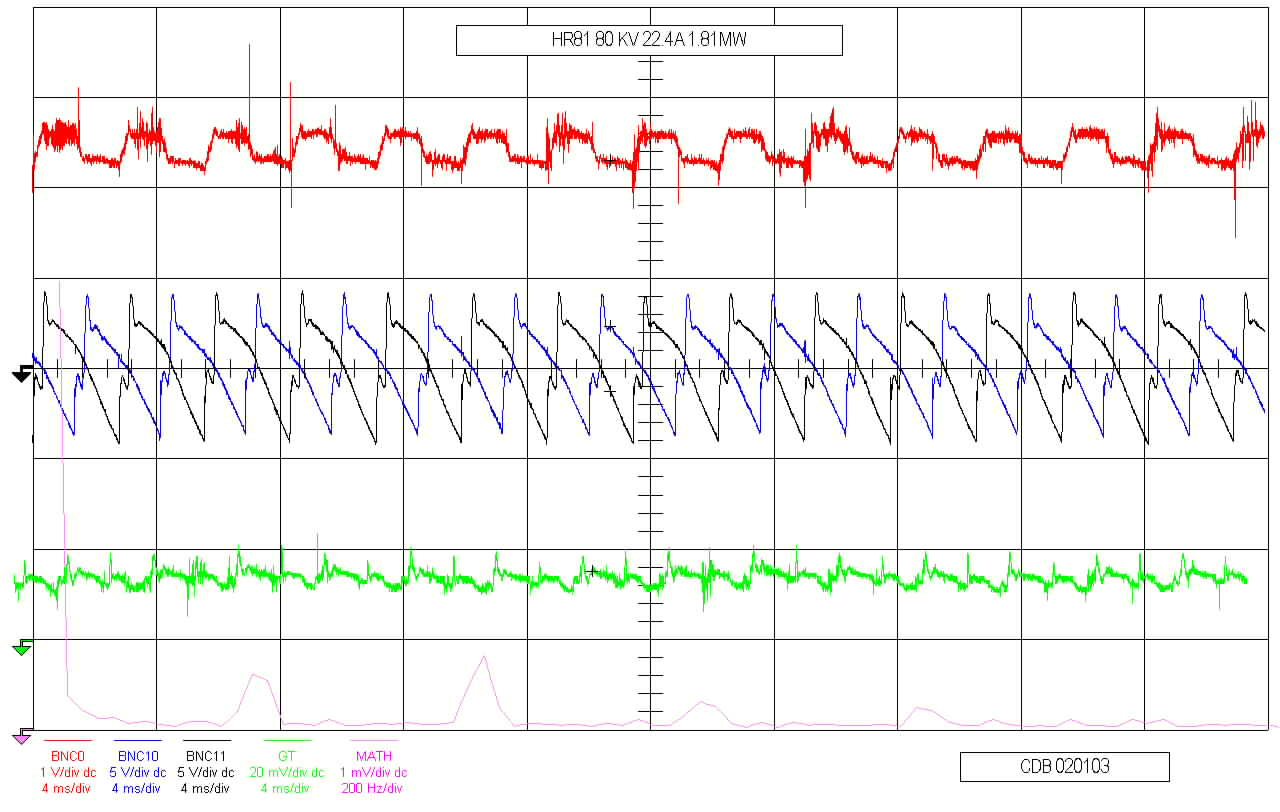 HR81 80 KV 22.4A 1.81MW
BNC0 BNC10 BNC11 GT MATH
1 V/div dc 5 V/div dc 5 V/div dc 20 mV/div dc 1 mV/div dc
4 ms/div 4 ms/div 4 ms/div 4 ms/div 200 Hz/div
CDB 020103